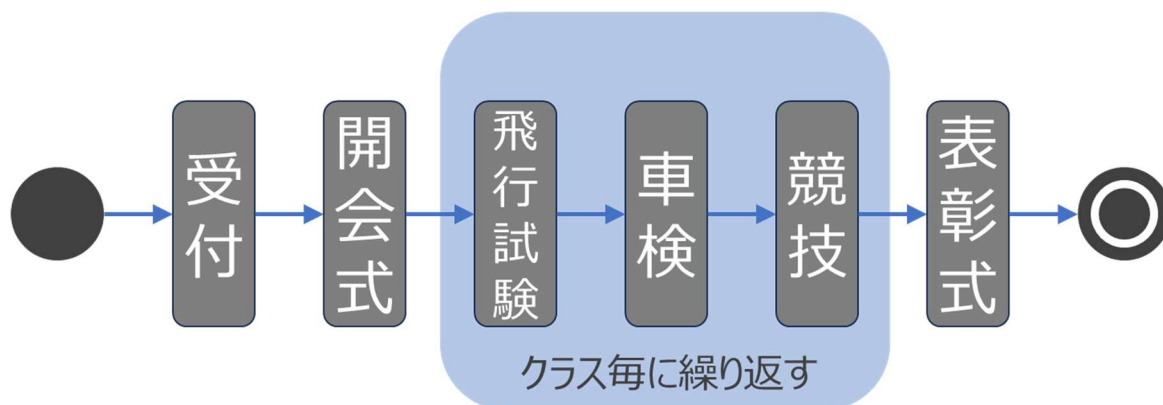 受付
開会式
飛行試験
車検
競技
表彰式
クラス毎に繰り返す